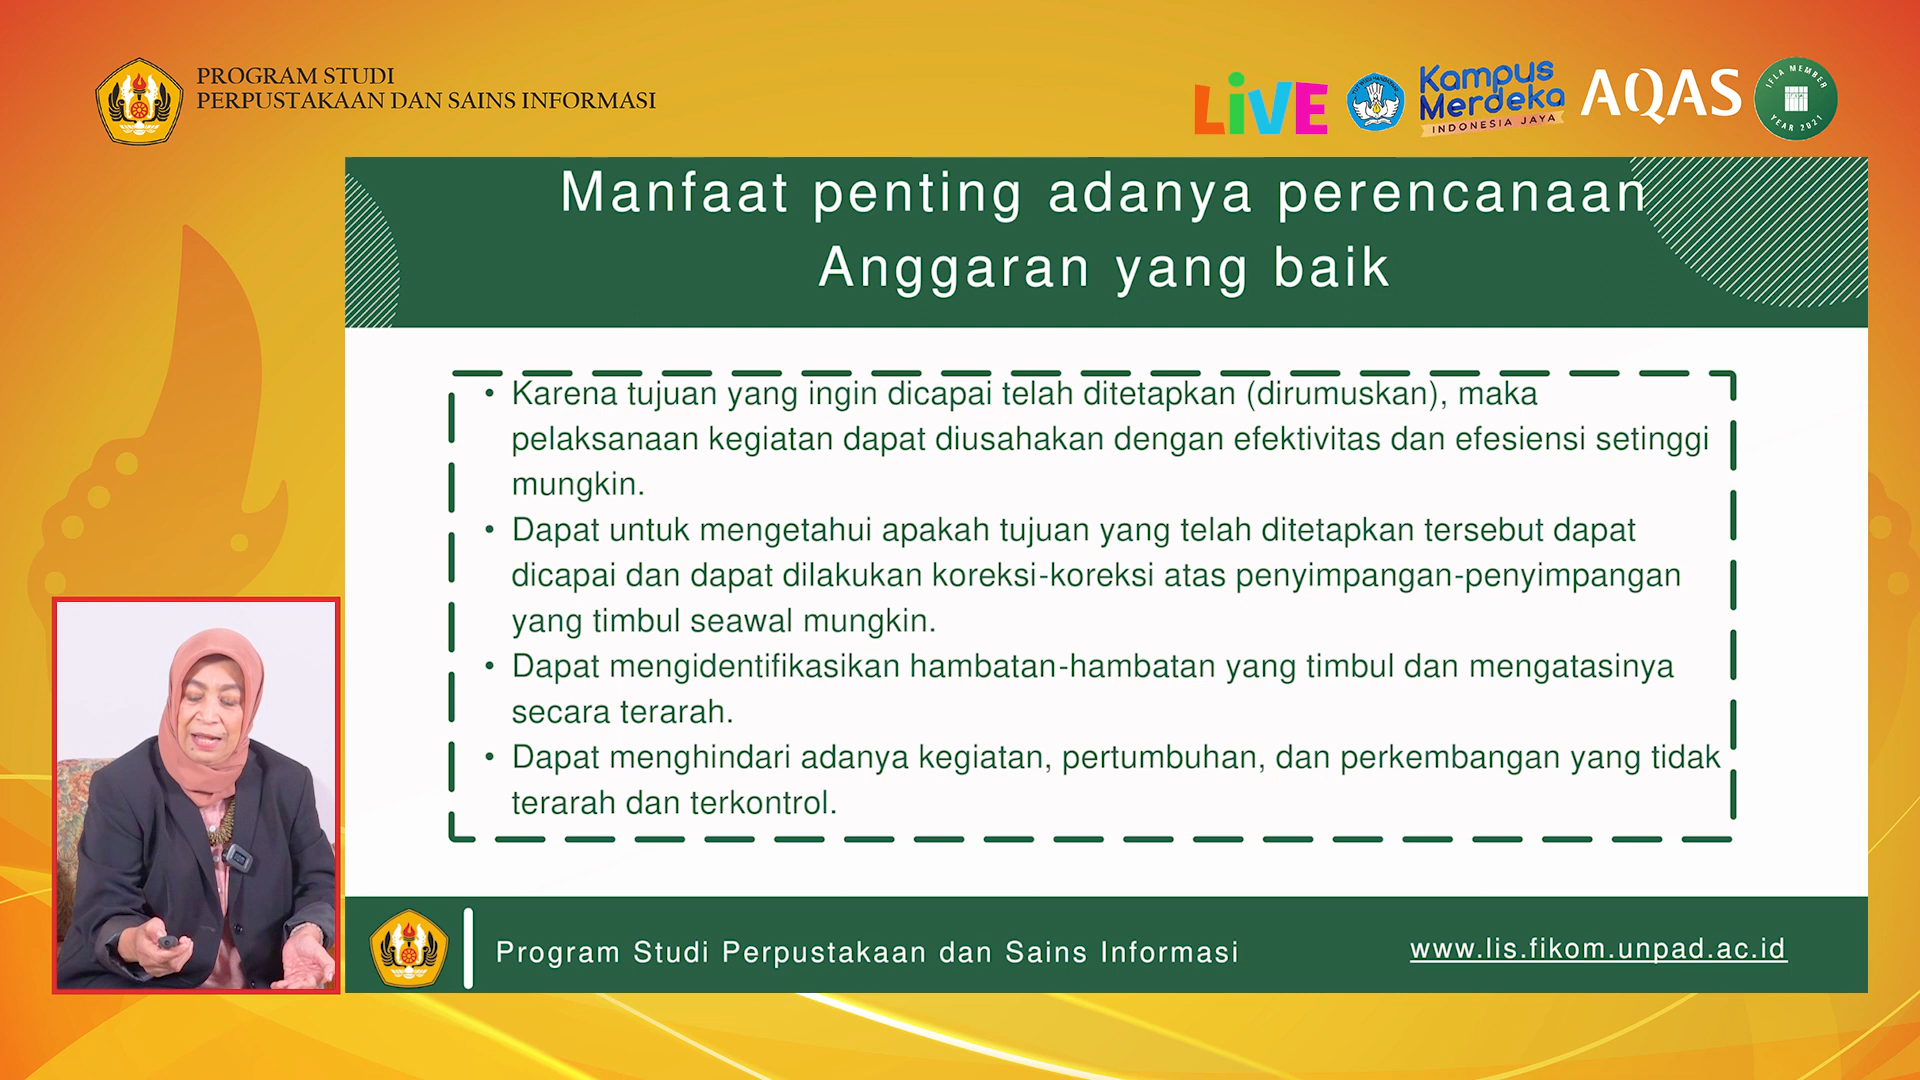 PROGRAM STUDI
PERPUSTAKAAN DAN SAINS INFORMASI
LiVE
Kampus
Merdeka
INDONESIA JAYA
AQAS
IFLA MEMBER
YEAR 2021
Manfaat penting adanya perencanaan
Anggaran yang baik
• Karena tujuan yang ingin dicapai telah ditetapkan (dirumuskan), maka
pelaksanaan kegiatan dapat diusahakan dengan efektivitas dan efesiensi setinggi
mungkin.
• Dapat untuk mengetahui apakah tujuan yang telah ditetapkan tersebut dapat
dicapai dan dapat dilakukan koreksi-koreksi atas penyimpangan-penyimpangan
yang timbul seawal mungkin.
• Dapat mengidentifikasikan hambatan-hambatan yang timbul dan mengatasinya
secara terarah.
• Dapat menghindari adanya kegiatan, pertumbuhan, dan perkembangan yang tidak
terarah dan terkontrol.
Program Studi Perpustakaan dan Sains Informasi
www.lis.fikom.unpad.ac.id